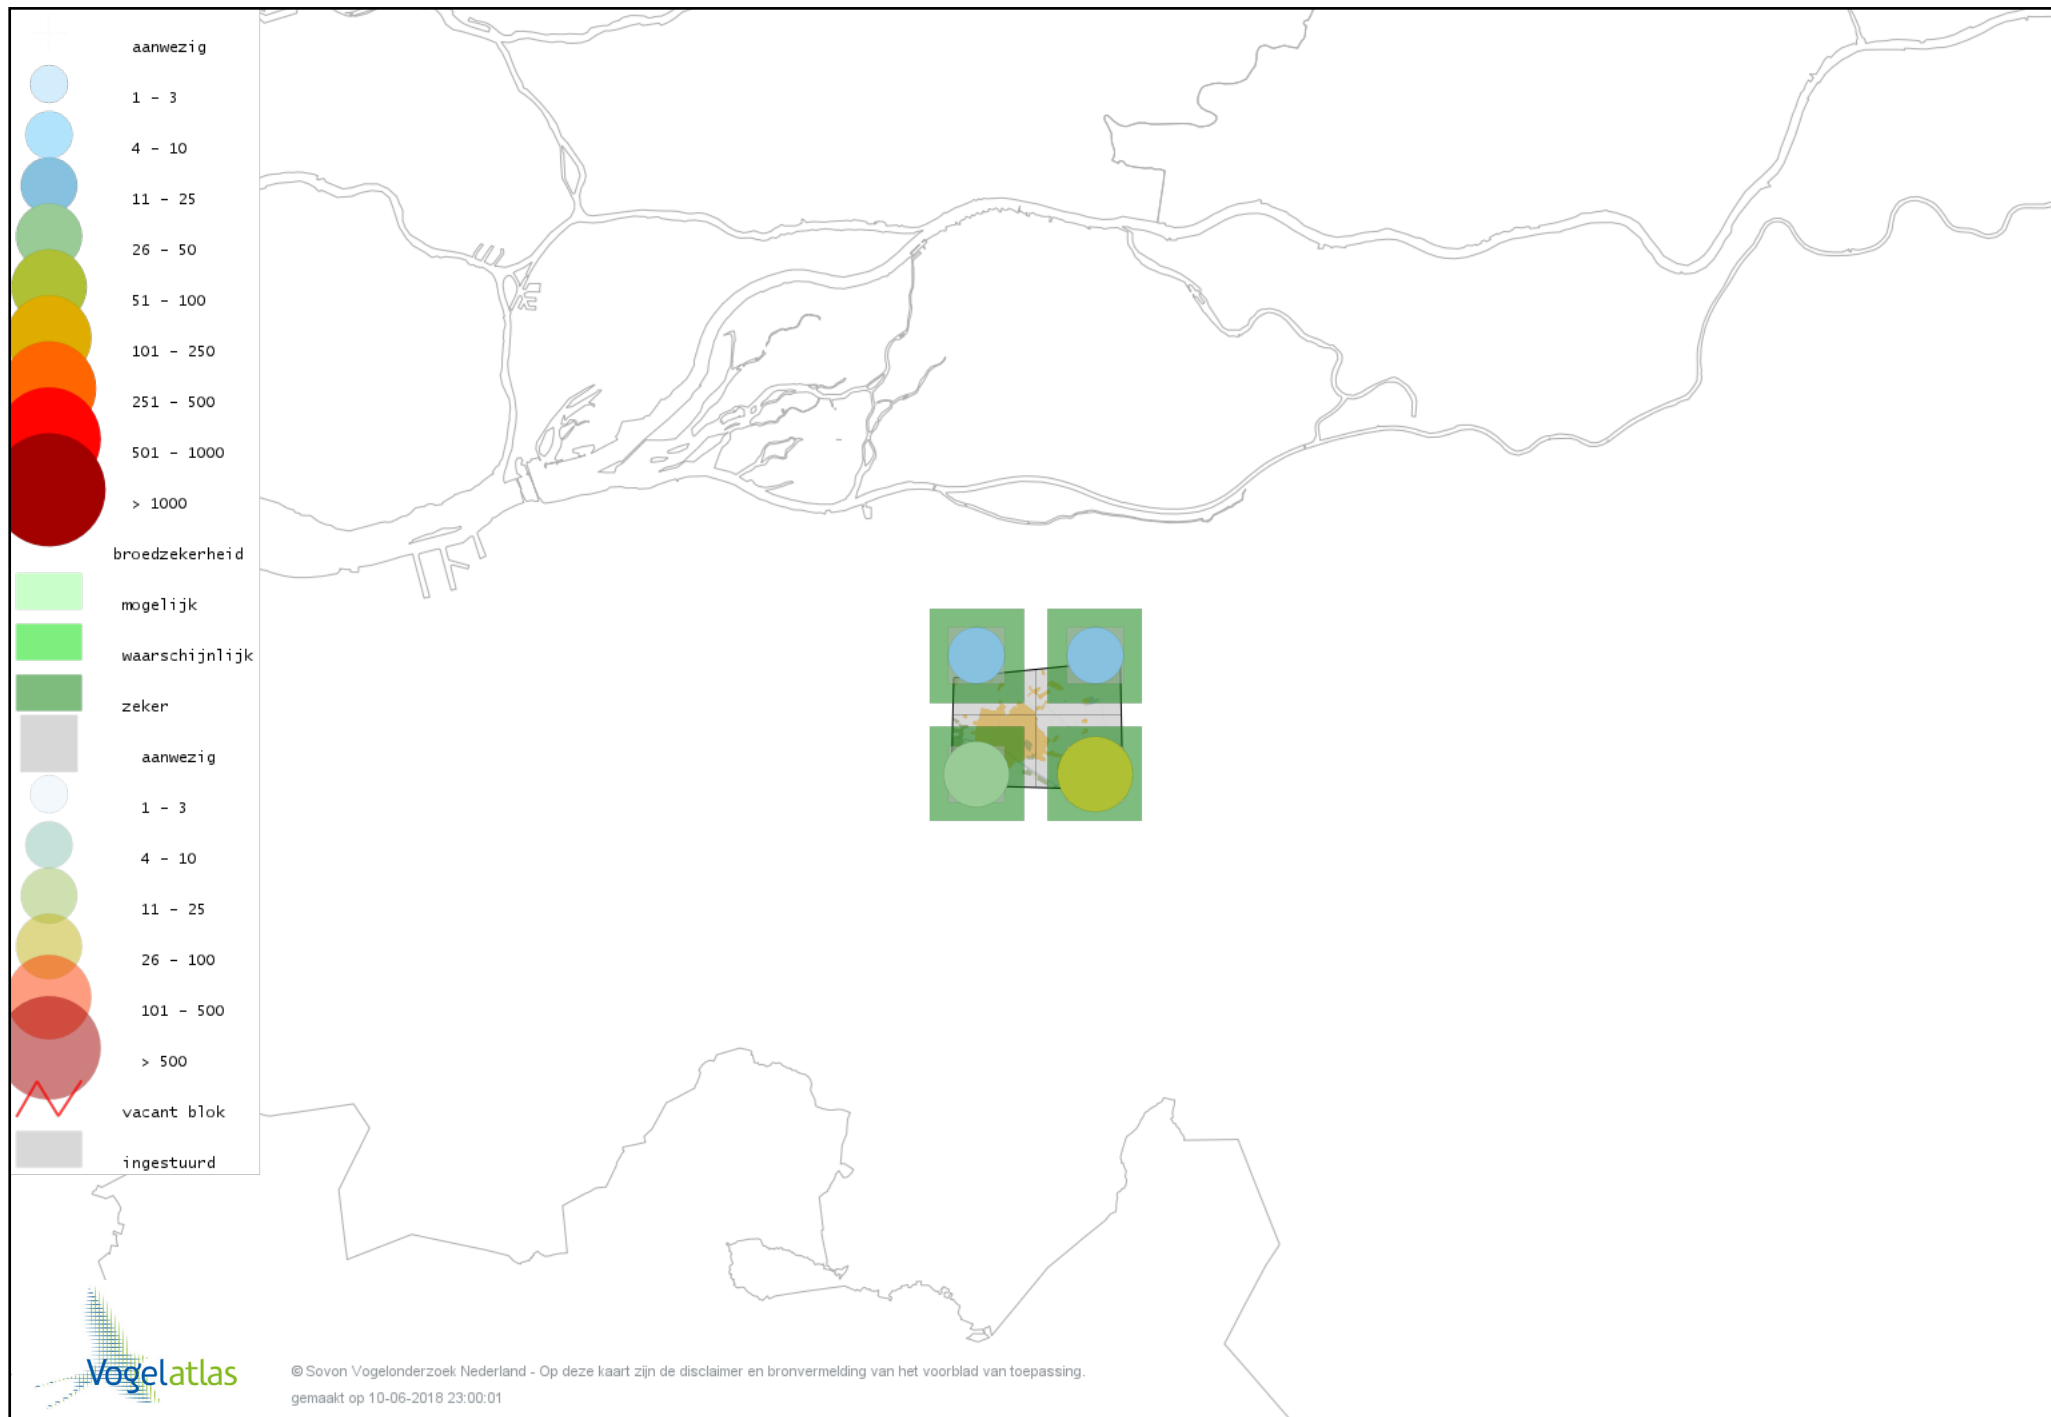 aanwezig
1 - 3
4 - 10
11 - 25
26 - 50
51 - 100
101 - 250
251 - 500
501 - 1000
> 1000
broedzekerheid
mogelijk
waarschijnlijk
zeker
aanwezig
1 - 3
4 - 10
11 - 25
26 - 100
101 - 500
> 500
vacant blok
ingestuurd
Vogelatlas
© Sovon Vogelonderzoek Nederland - Op deze kaart zijn de disclaimer en bronvermelding van het voorblad van toepassing.
gemaakt op 10-06-2018 23:00:01